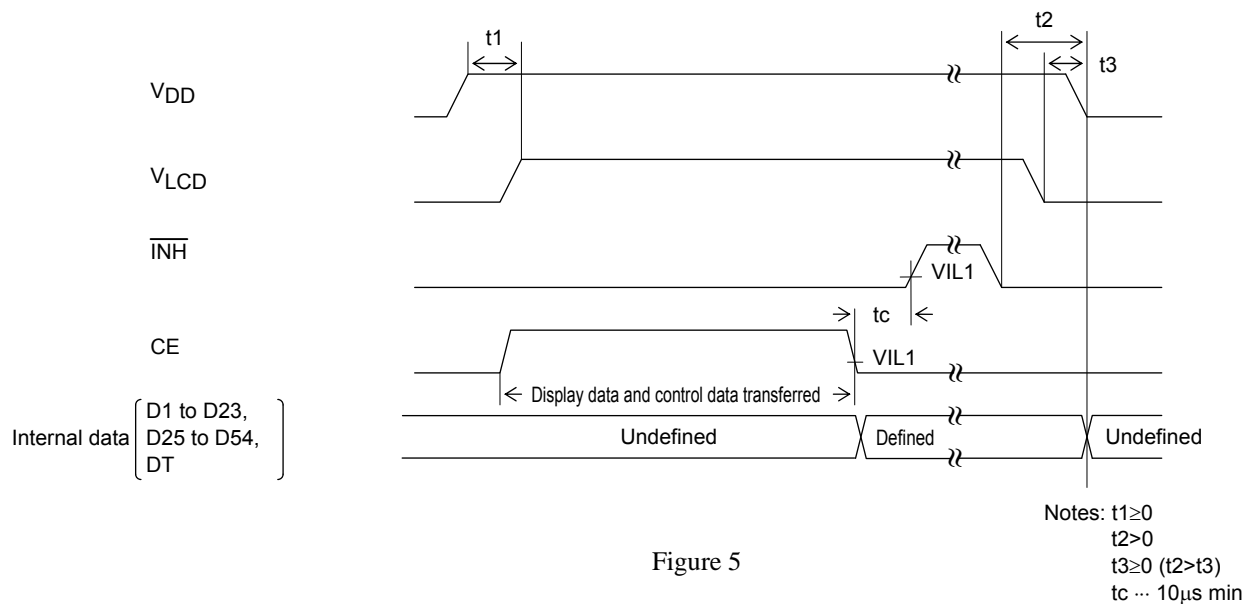 t1
t2
t3
VDD
VLCD
INH
VIL1
tc
CE
VIL1
Display data and control data transferred
Internal data
D1 to D23,
D25 to D54,
DT
Undefined
Defined
Undefined
Notes: t1≥0
t2>0
t3≥0 (t2>t3)
tc ··· 10μs min
Figure 5